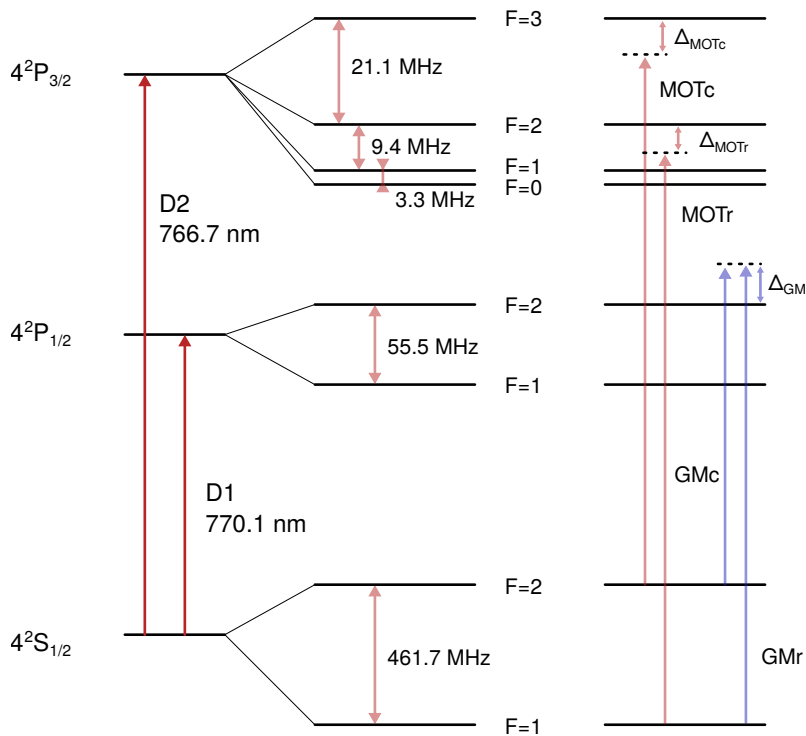 F=3
Δ_MOTc
21.1 MHz
4²P₃/₂
MOTc
F=2
9.4 MHz
Δ_MOTr
F=1
F=0
3.3 MHz
D2
MOTr
766.7 nm
Δ_GM
F=2
4²P₁/₂
55.5 MHz
F=1
GMc
D1
770.1 nm
F=2
4²S₁/₂
461.7 MHz
GMr
F=1